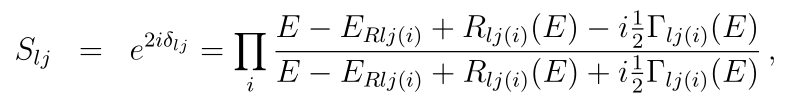 $$S_{lj} = e^{2i\delta_{lj}} = \prod_{i} \frac{E - E_{Rlj(i)} + R_{lj(i)}(E) - i\frac{1}{2}\Gamma_{lj(i)}(E)}{E - E_{Rlj(i)} + R_{lj(i)}(E) + i\frac{1}{2}\Gamma_{lj(i)}(E)},$$